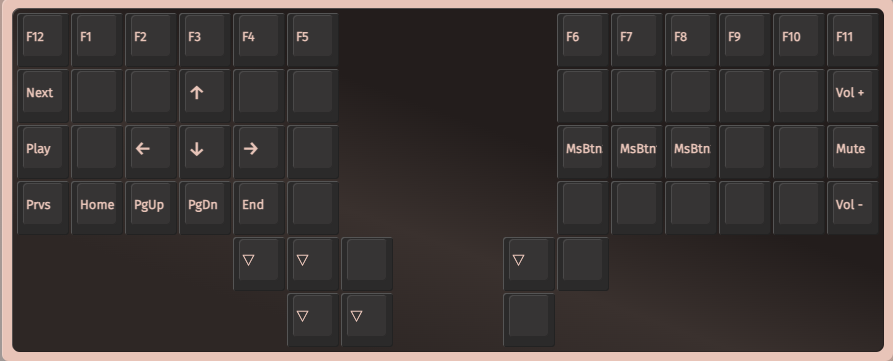 F12 F1 F2 F3 F4 F5 F6 F7 F8 F9 F10 F11
Next ↑ Vol +
Play ← ↓ → MsBtn MsBtn MsBtn Mute
Prvs Home PgUp PgDn End Vol -
▽ ▽ ▽
▽ ▽